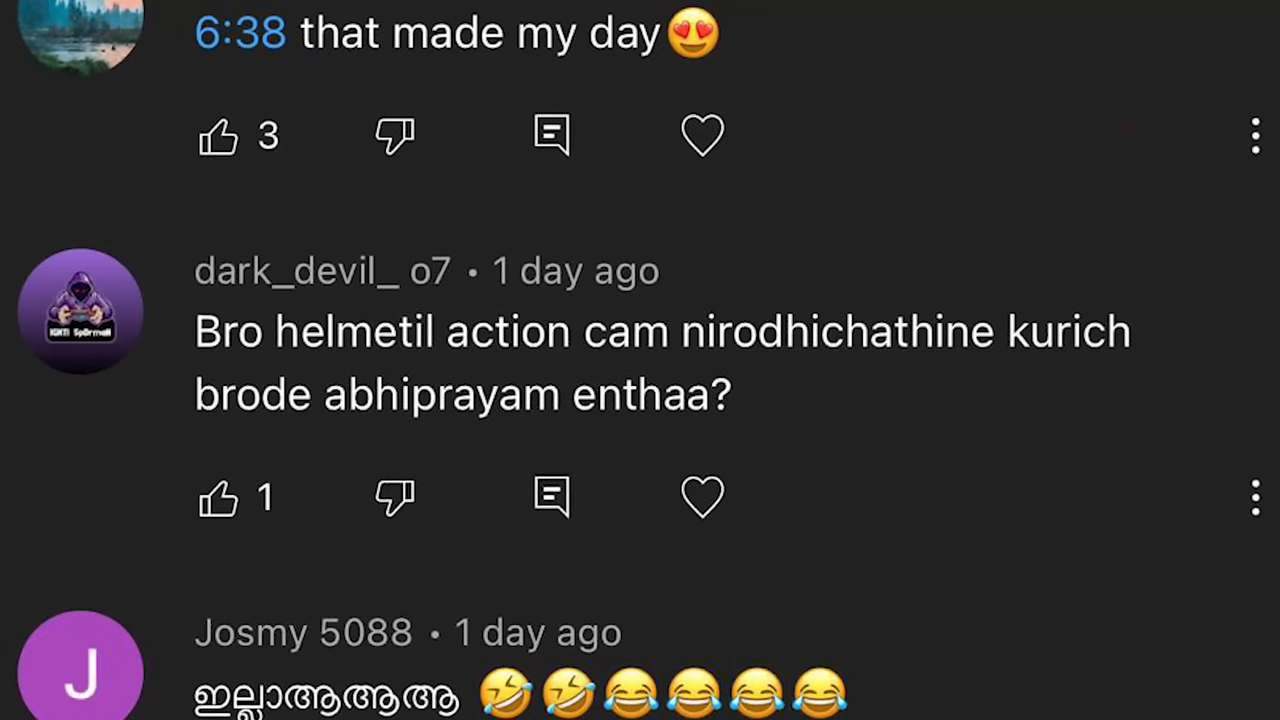 6:38 that made my day😍
3
dark_devil_ o7 • 1 day ago
Bro helmetil action cam nirodhichathine kurich
brode abhiprayam enthaa?
1
J
Josmy 5088 • 1 day ago
ഇല്ലാആആആ 🤣🤣😂😂😂😂